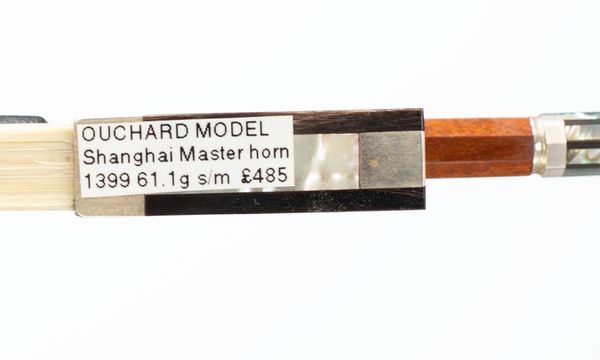 OUCHARD MODEL
Shanghai Master horn
1399 61.1g s/m £485